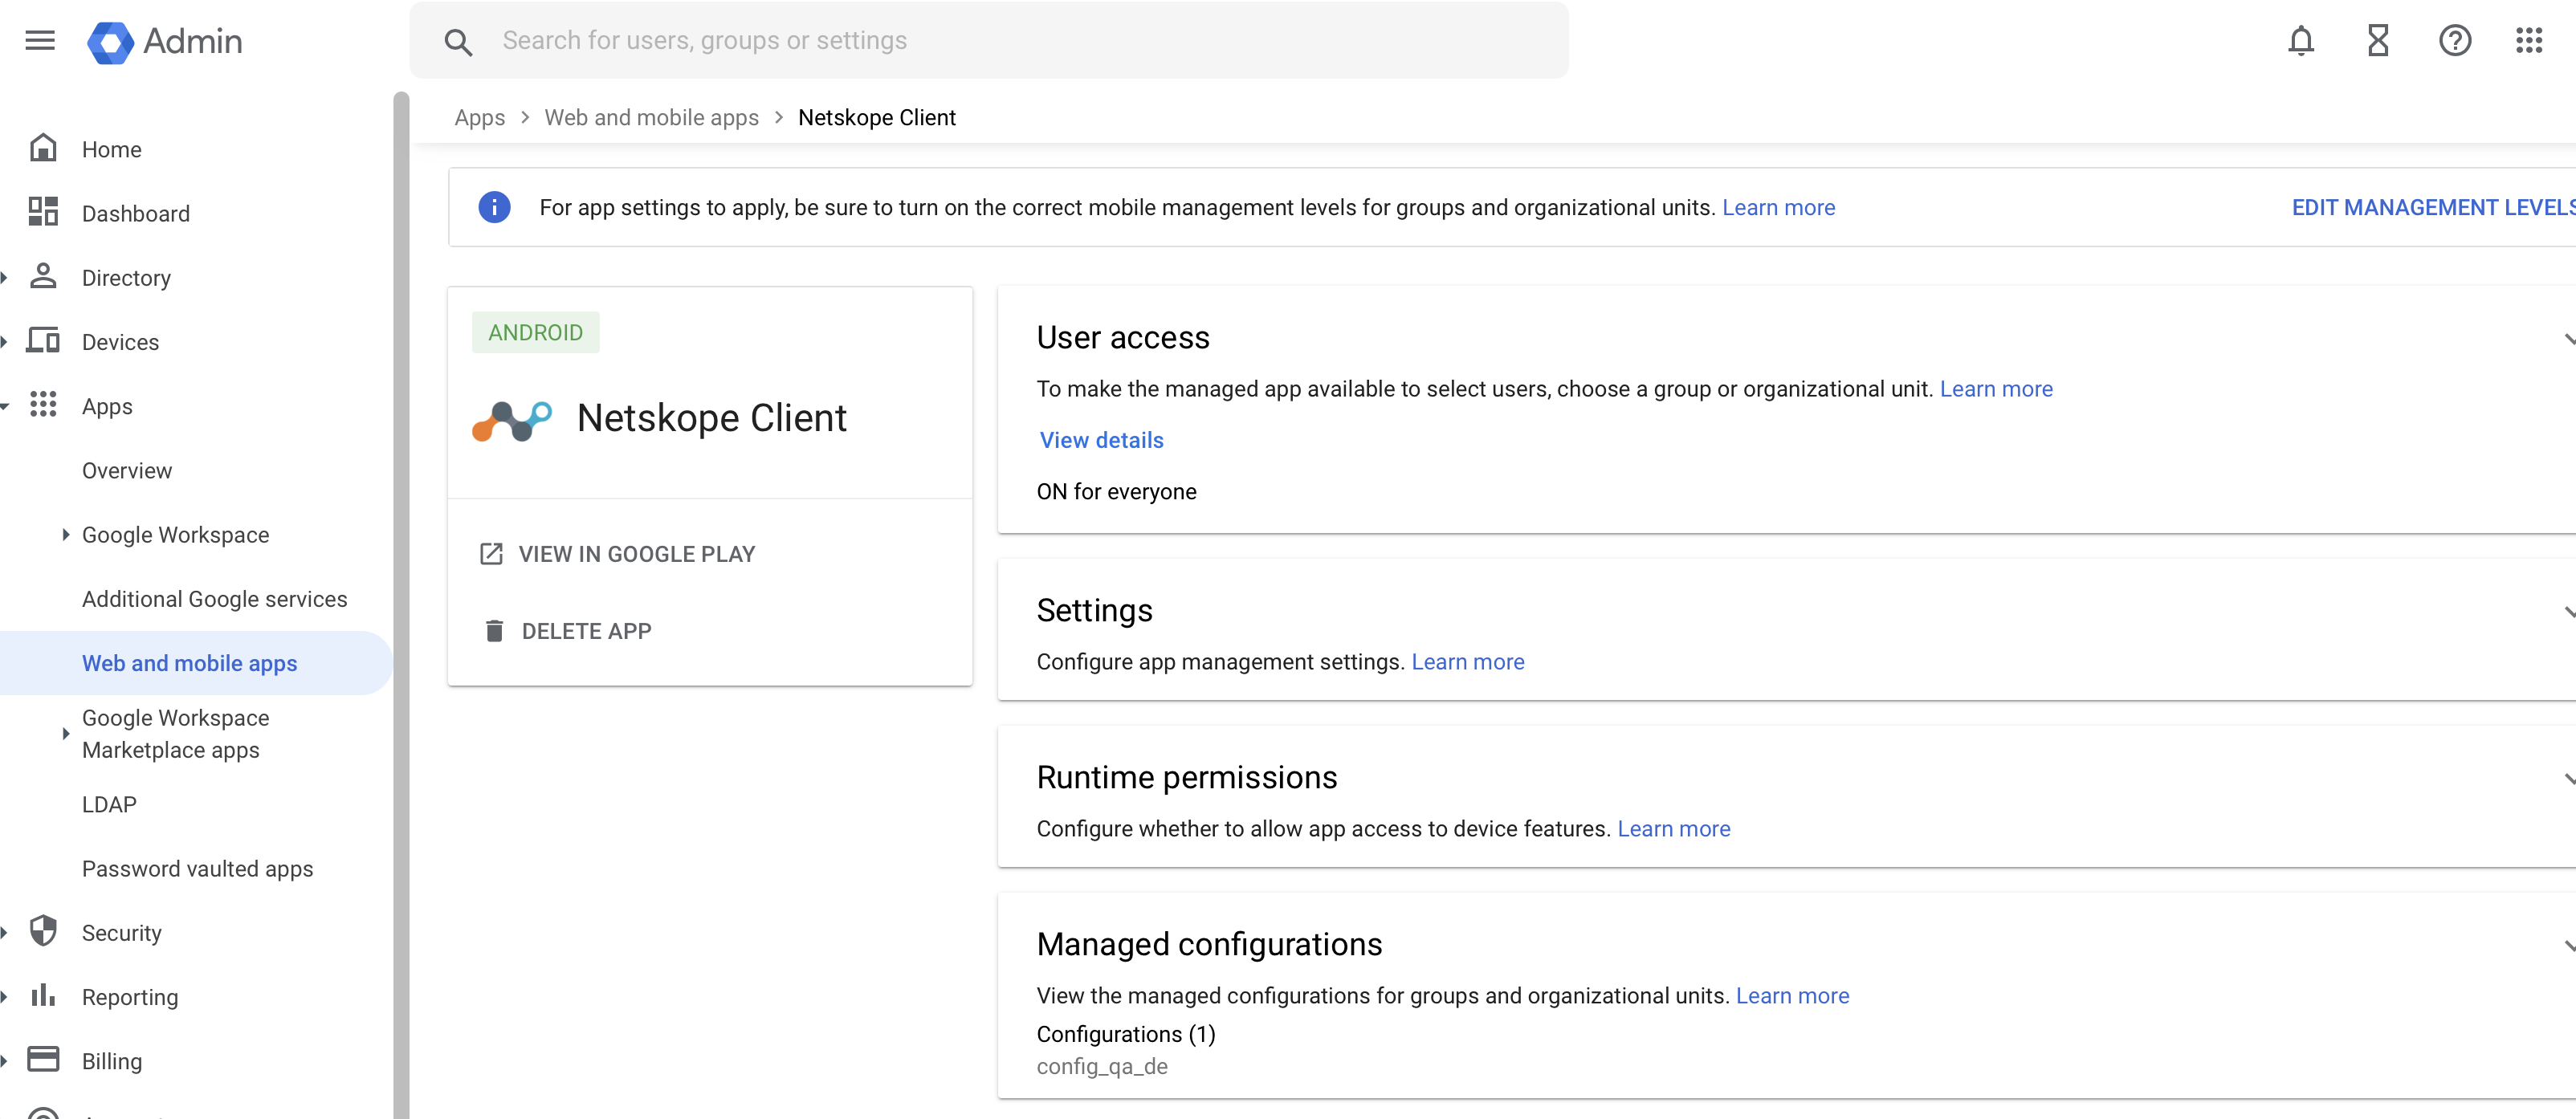 Admin
Search for users, groups or settings
Home
Dashboard
Directory
Devices
Apps
Overview
Google Workspace
Additional Google services
Web and mobile apps
Google Workspace
Marketplace apps
LDAP
Password vaulted apps
Security
Reporting
Billing
Apps > Web and mobile apps > Netskope Client
For app settings to apply, be sure to turn on the correct mobile management levels for groups and organizational units. Learn more
EDIT MANAGEMENT LEVELS
ANDROID
Netskope Client
VIEW IN GOOGLE PLAY
DELETE APP
User access
To make the managed app available to select users, choose a group or organizational unit. Learn more
View details
ON for everyone
Settings
Configure app management settings. Learn more
Runtime permissions
Configure whether to allow app access to device features. Learn more
Managed configurations
View the managed configurations for groups and organizational units. Learn more
Configurations (1)
config_qa_de